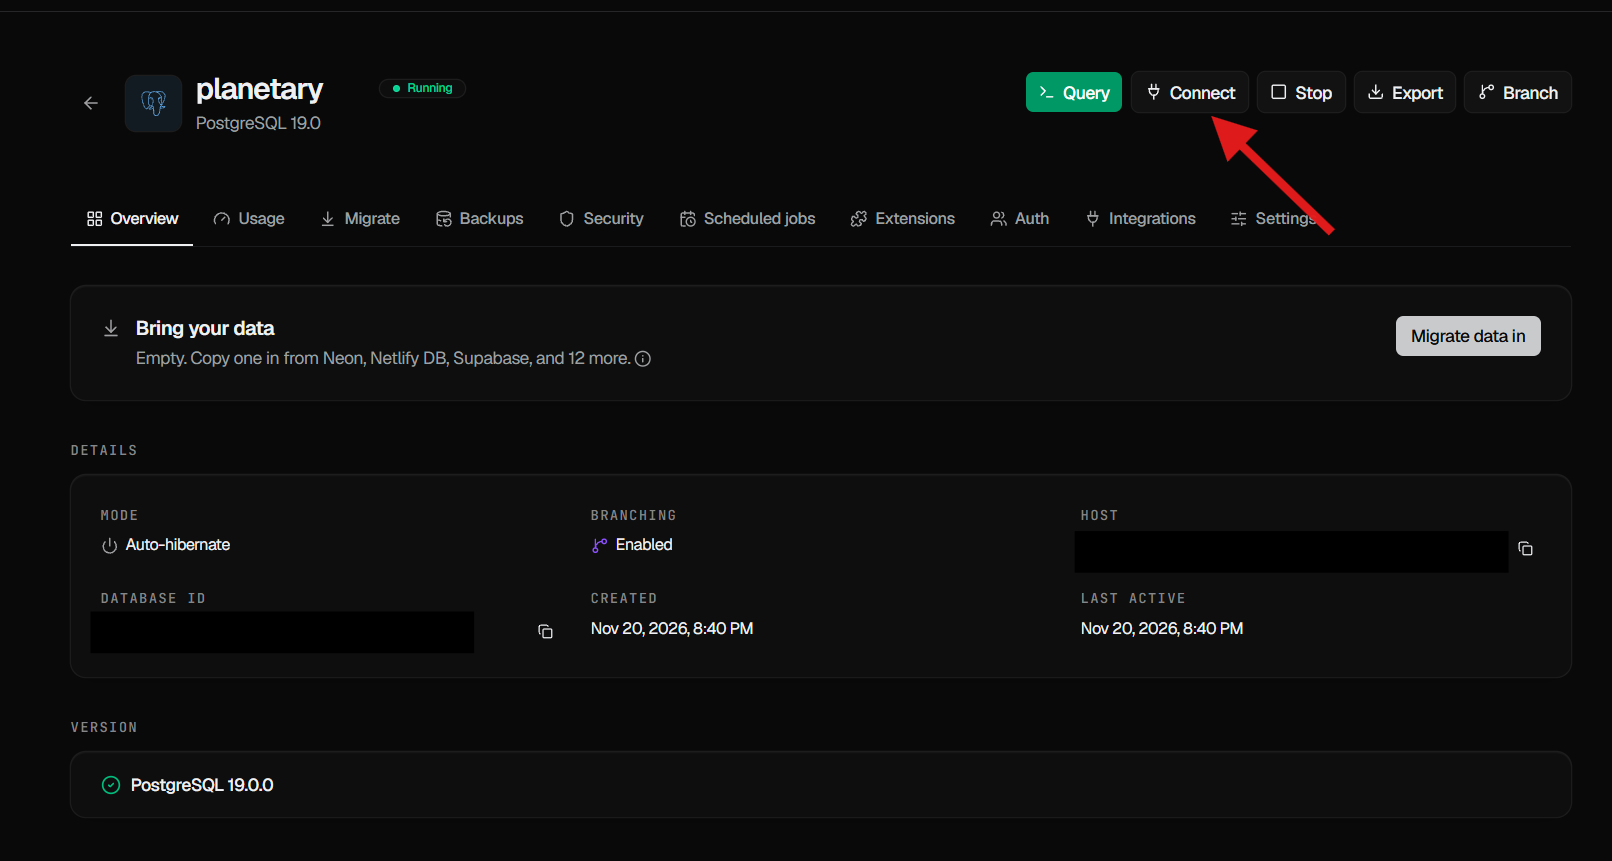 planetary
Running
PostgreSQL 19.0
Query
Connect
Stop
Export
Branch
Overview
Usage
Migrate
Backups
Security
Scheduled jobs
Extensions
Auth
Integrations
Settings
Bring your data
Empty. Copy one in from Neon, Netlify DB, Supabase, and 12 more.
Migrate data in
DETAILS
MODE
Auto-hibernate
BRANCHING
Enabled
HOST
DATABASE ID
CREATED
Nov 20, 2026, 8:40 PM
LAST ACTIVE
Nov 20, 2026, 8:40 PM
VERSION
PostgreSQL 19.0.0